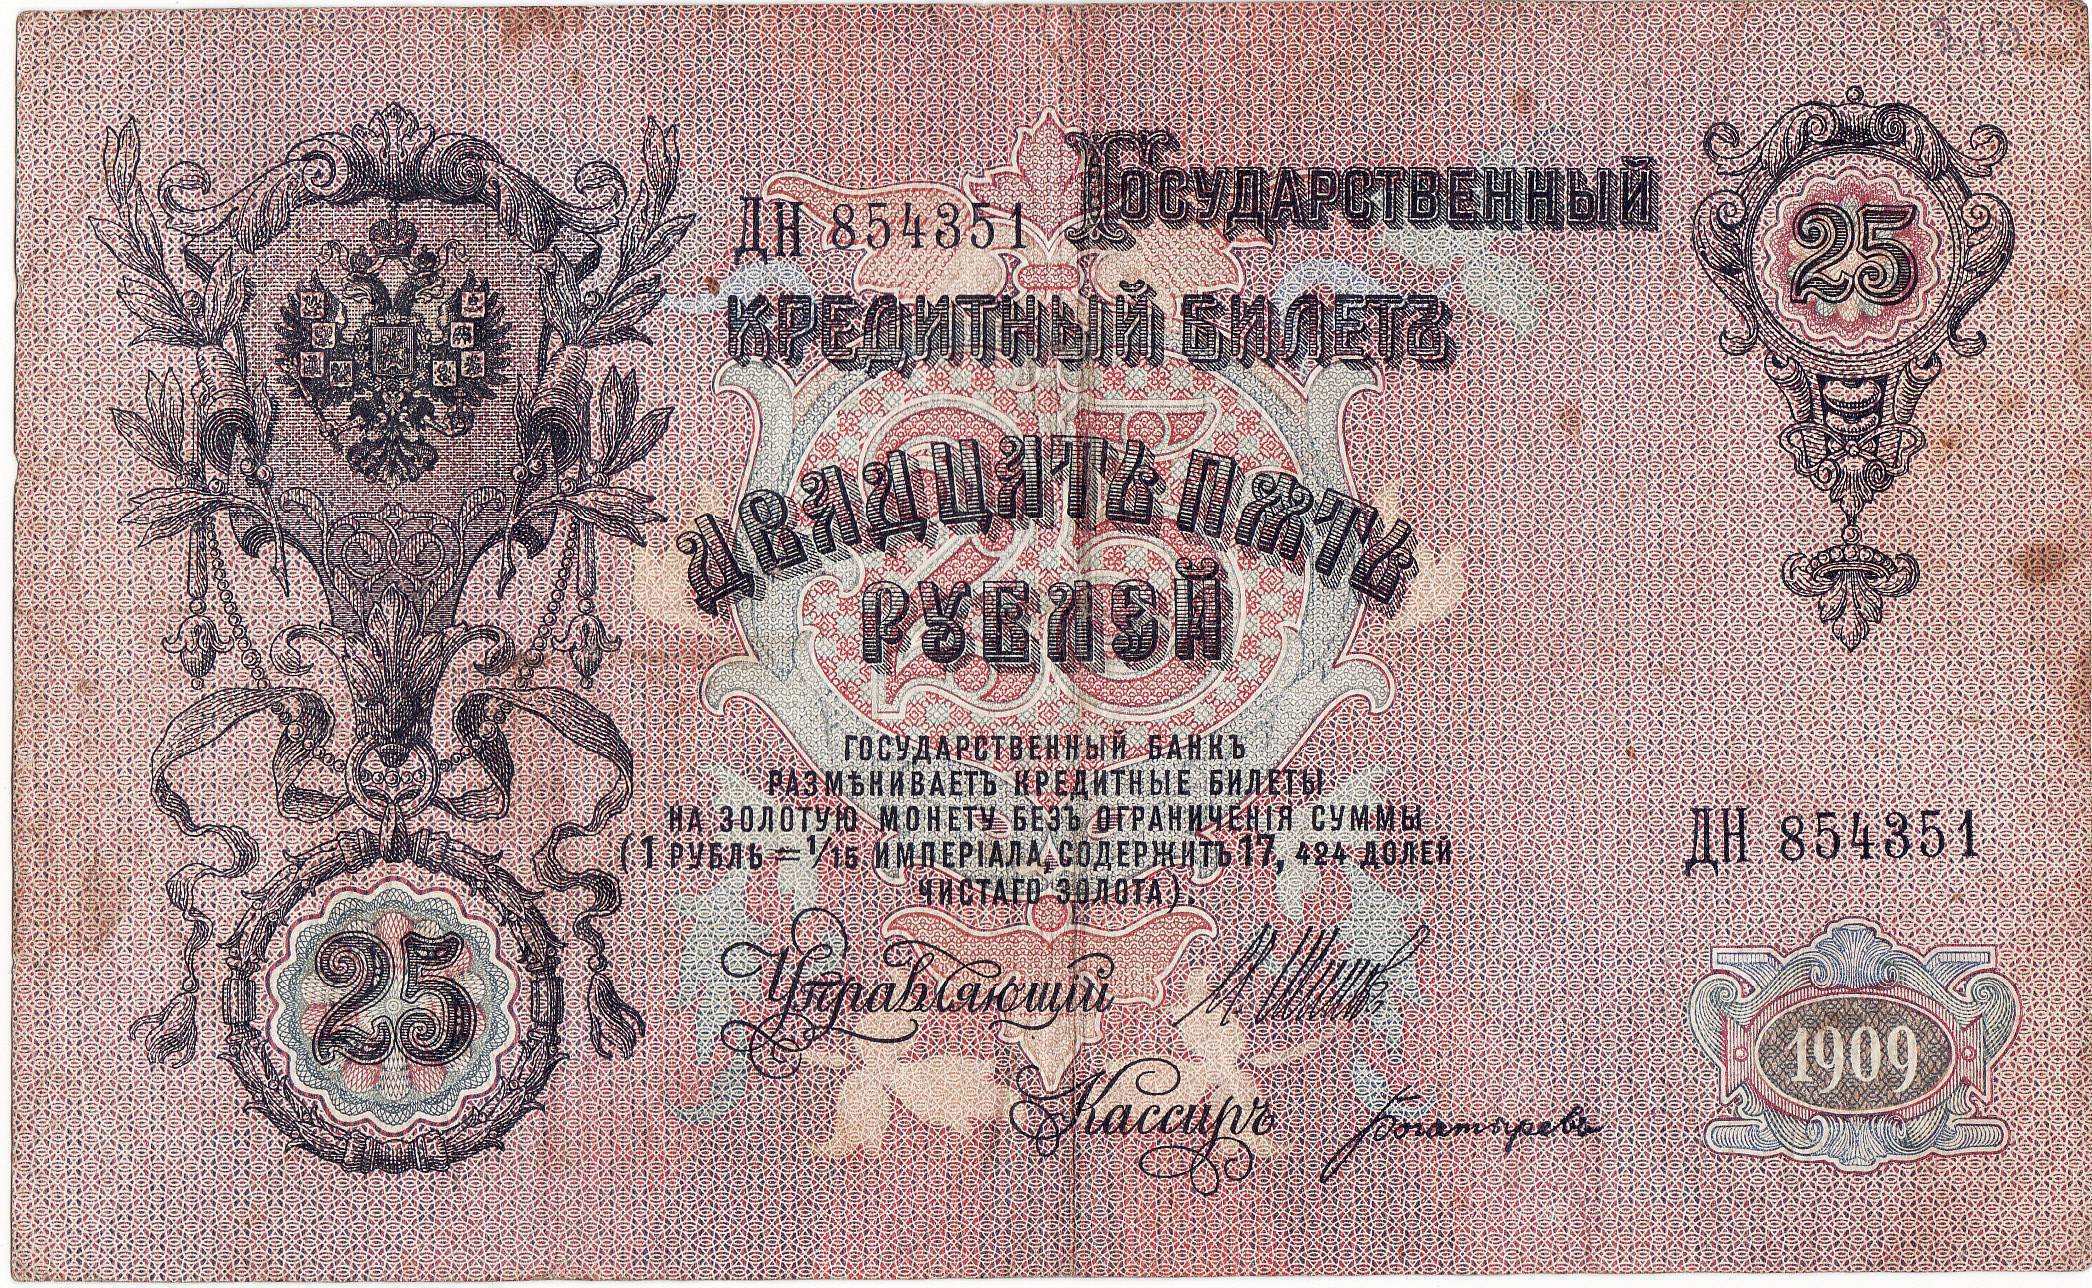 ДН 854351 Государственный
25
КРЕДИТНЫЙ БИЛЕТЪ
ДВАДЦАТЬ ПЯТЬ
РУБЛЕЙ
ГОСУДАРСТВЕННЫЙ БАНКЪ
РАЗМѢНИВАЕТЪ КРЕДИТНЫЕ БИЛЕТЫ
НА ЗОЛОТУЮ МОНЕТУ БЕЗЪ ОГРАНИЧЕНІЯ СУММЫ
(1 РУБЛЬ = 1/15 ИМПЕРІАЛА, СОДЕРЖИТЪ 17,424 ДОЛЕЙ
ЧИСТАГО ЗОЛОТА).
ДН 854351
25
Управляющій
Кассиръ Богатыревъ
1909